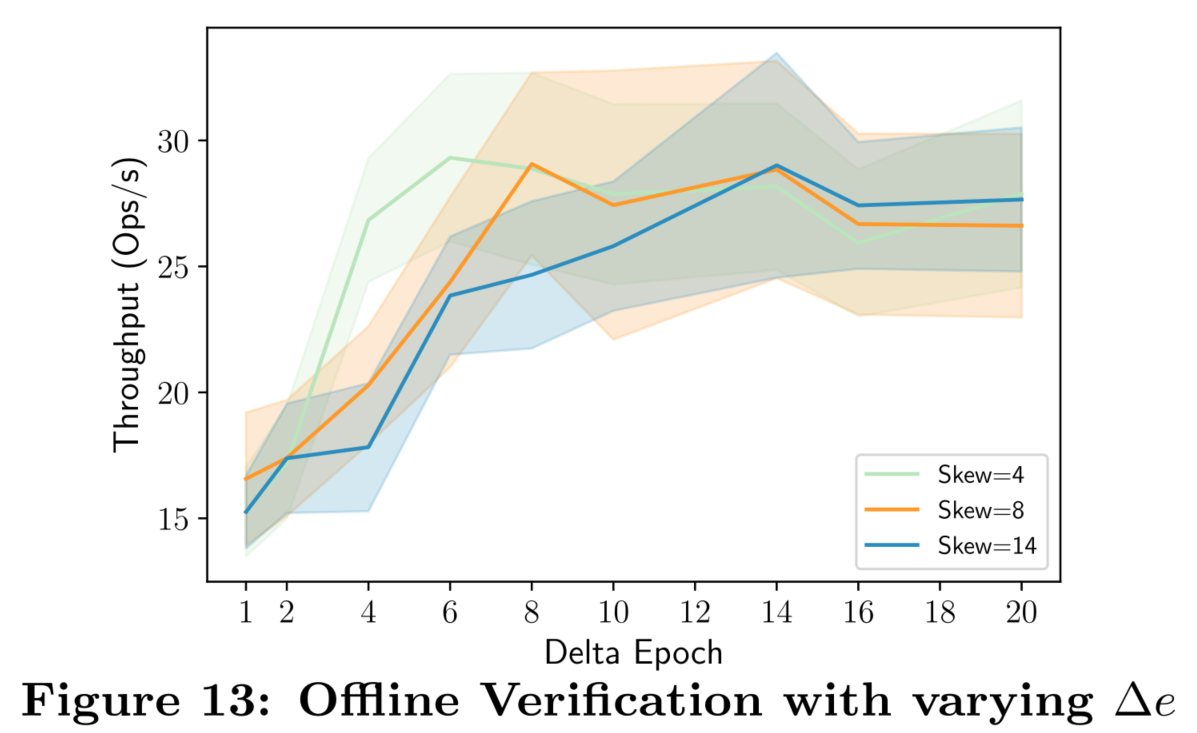 30
25
20
15
Throughput (Ops/s)
Skew=4
Skew=8
Skew=14
1 2 4 6 8 10 12 14 16 18 20
Delta Epoch
Figure 13: Offline Verification with varying Δe